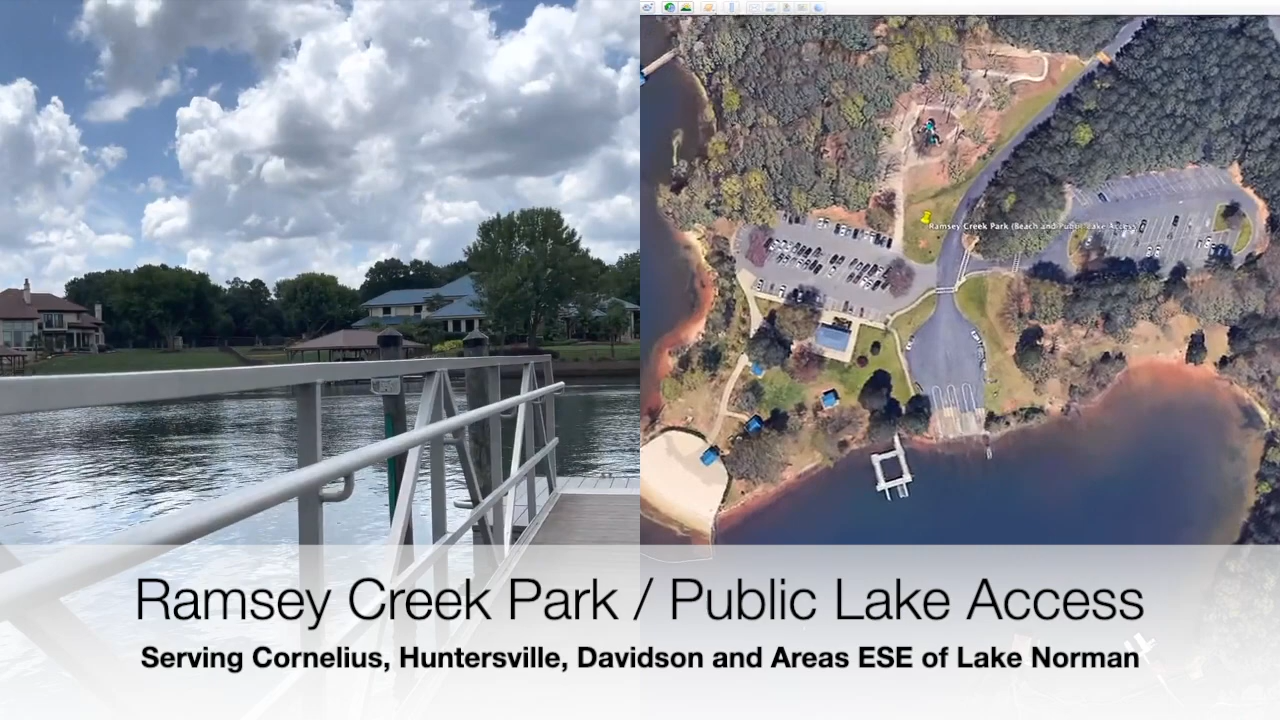 Ramsey Creek Park (Beach and Public Lake Access
Ramsey Creek Park / Public Lake Access
Serving Cornelius, Huntersville, Davidson and Areas ESE of Lake Norman